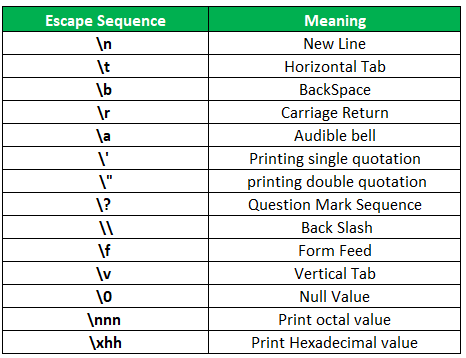 Escape Sequence Meaning
\n New Line
\t Horizontal Tab
\b BackSpace
\r Carriage Return
\a Audible bell
\' Printing single quotation
\" printing double quotation
\? Question Mark Sequence
\\ Back Slash
\f Form Feed
\v Vertical Tab
\0 Null Value
\nnn Print octal value
\xhh Print Hexadecimal value